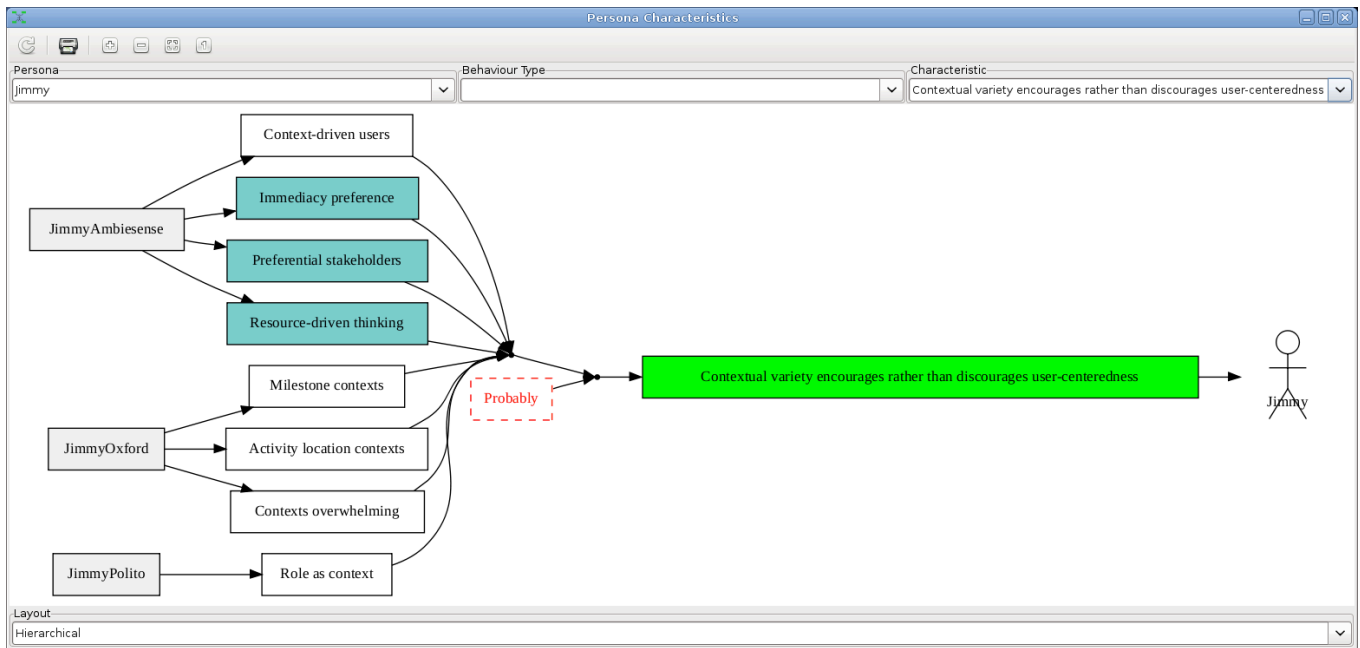 Persona Characteristics
Persona
Behaviour Type
Characteristic
Jimmy
Contextual variety encourages rather than discourages user-centeredness
Context-driven users
Immediacy preference
JimmyAmbiesense
Preferential stakeholders
Resource-driven thinking
Milestone contexts
Probably
Contextual variety encourages rather than discourages user-centeredness
Jimmy
JimmyOxford
Activity location contexts
Contexts overwhelming
JimmyPolito
Role as context
Layout
Hierarchical